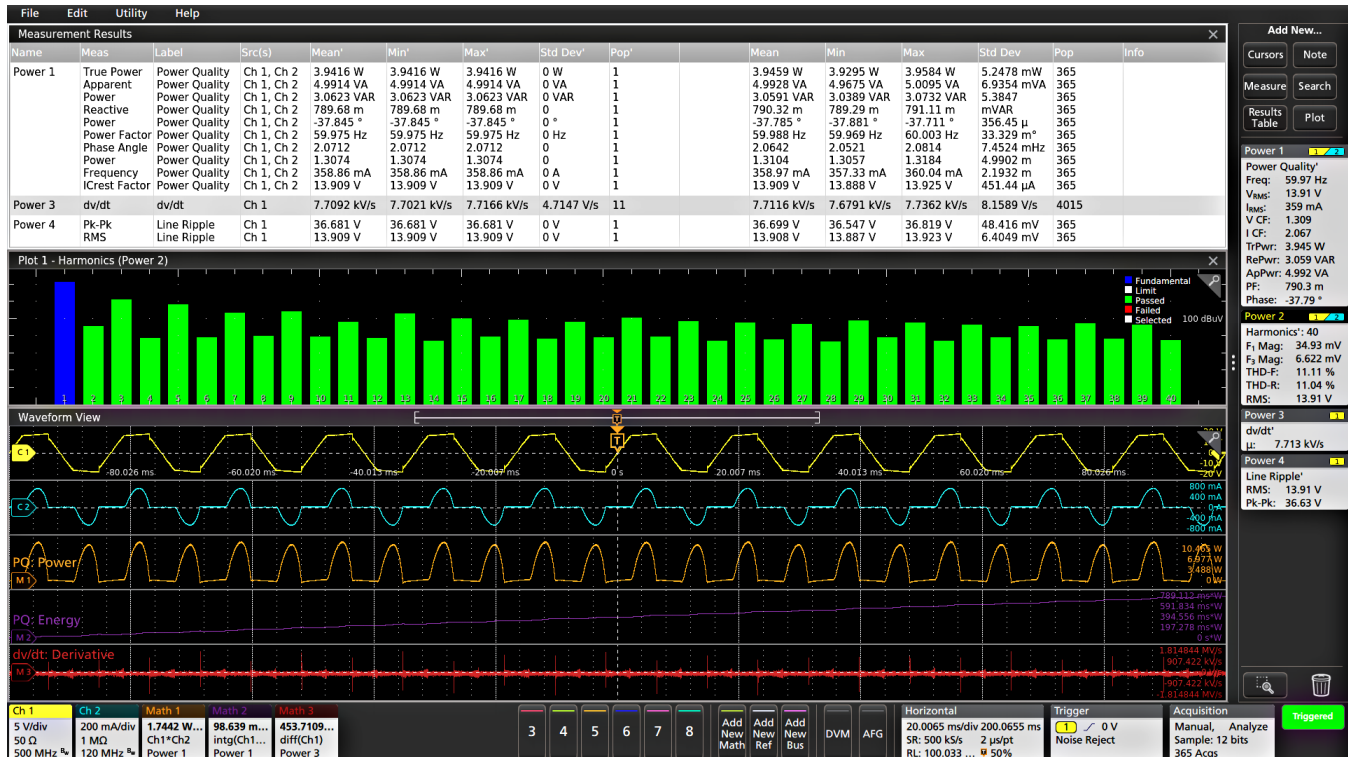 File Edit Utility Help
Measurement Results
Name Meas Label Src(s) Mean' Min' Max' Std Dev' Pop' Mean Min Max Std Dev Pop Info
Power 1 True Power Power Quality Ch 1, Ch 2 3.9416 W 3.9416 W 3.9416 W 0 W 1 3.9459 W 3.9295 W 3.9584 W 5.2478 mW 365
Apparent Power Quality Ch 1, Ch 2 4.9914 VA 4.9914 VA 4.9914 VA 0 VA 1 4.9928 VA 4.9675 VA 5.0095 VA 6.9354 mVA 365
Power Power Quality Ch 1, Ch 2 3.0623 VAR 3.0623 VAR 3.0623 VAR 0 VAR 1 3.0591 VAR 3.0389 VAR 3.0732 VAR 5.3847 365
Reactive Power Quality Ch 1, Ch 2 789.68 m 789.68 m 789.68 m 0 1 790.32 m 789.29 m 791.11 m mVAR 365
Power Power Quality Ch 1, Ch 2 -37.845 ° -37.845 ° -37.845 ° 0 ° 1 -37.785 ° -37.881 ° -37.711 ° 356.45 µ 365
Power Factor Power Quality Ch 1, Ch 2 59.975 Hz 59.975 Hz 59.975 Hz 0 Hz 1 59.988 Hz 59.969 Hz 60.003 Hz 33.329 m° 365
Phase Angle Power Quality Ch 1, Ch 2 2.0712 2.0712 2.0712 0 1 2.0642 2.0521 2.0814 7.4524 mHz 365
Power Power Quality Ch 1, Ch 2 1.3074 1.3074 1.3074 0 1 1.3104 1.3057 1.3184 4.9902 m 365
Frequency Power Quality Ch 1, Ch 2 358.86 mA 358.86 mA 358.86 mA 0 A 1 358.97 mA 357.33 mA 360.04 mA 2.1932 m 365
ICrest Factor Power Quality Ch 1, Ch 2 13.909 V 13.909 V 13.909 V 0 V 1 13.909 V 13.888 V 13.925 V 451.44 µA 365
Power 3 dv/dt dv/dt Ch 1 7.7092 kV/s 7.7021 kV/s 7.7166 kV/s 4.7147 V/s 11 7.7116 kV/s 7.6791 kV/s 7.7362 kV/s 8.1589 V/s 4015
Power 4 Pk-Pk Line Ripple Ch 1 36.681 V 36.681 V 36.681 V 0 V 1 36.699 V 36.547 V 36.819 V 48.416 mV 365
RMS Line Ripple Ch 1 13.909 V 13.909 V 13.909 V 0 V 1 13.908 V 13.887 V 13.923 V 6.4049 mV 365
Plot 1 - Harmonics (Power 2)
Fundamental
Limit
Passed
Failed
Selected
100 dBuV
1 2 3 4 5 6 7 8 9 10 11 12 13 14 15 16 17 18 19 20 21 22 23 24 25 26 27 28 29 30 31 32 33 34 35 36 37 38 39 40
Waveform View
T
C 1
T
-80.026 ms -60.020 ms -40.013 ms -20.007 ms 0 s 20.007 ms 40.013 ms 60.020 ms 80.026 ms
-20 V
C 2
800 mA
400 mA
0 A
-400 mA
-800 mA
PQ: Power
M 1
10.465 W
6.977 W
3.488 W
0 W
PQ: Energy
M 2
789.112 ms*W
591.834 ms*W
394.556 ms*W
197.278 ms*W
0 s*W
dv/dt: Derivative
M 3
1.814844 MV/s
907.422 kV/s
-907.422 kV/s
-1.814844 MV/s
Ch 1
5 V/div
50 Ω
500 MHz Bw
Ch 2
200 mA/div
1 MΩ
120 MHz Bw
Math 1
1.7442 W...
Ch1*Ch2
Power 1
Math 2
98.639 m...
intg(Ch1...
Power 1
Math 3
453.7109...
diff(Ch1)
Power 3
3 4 5 6 7 8
Add New Math
Add New Ref
Add New Bus
DVM
AFG
Horizontal
20.0065 ms/div 200.0655 ms
SR: 500 kS/s 2 µs/pt
RL: 100.033 ... 50%
Trigger
1 0 V
Noise Reject
Acquisition
Manual, Analyze
Sample: 12 bits
365 Acqs
Triggered
Add New...
Cursors
Note
Measure
Search
Results Table
Plot
Power 1 1 2
Power Quality'
Freq: 59.97 Hz
VRMS: 13.91 V
IRMS: 359 mA
V CF: 1.309
I CF: 2.067
TrPwr: 3.945 W
RePwr: 3.059 VAR
ApPwr: 4.992 VA
PF: 790.3 m
Phase: -37.79 °
Power 2 1 2
Harmonics': 40
F1 Mag: 34.93 mV
F3 Mag: 6.622 mV
THD-F: 11.11 %
THD-R: 11.04 %
RMS: 13.91 V
Power 3 1
dv/dt'
µ: 7.713 kV/s
Power 4 1
Line Ripple'
RMS: 13.91 V
Pk-Pk: 36.63 V